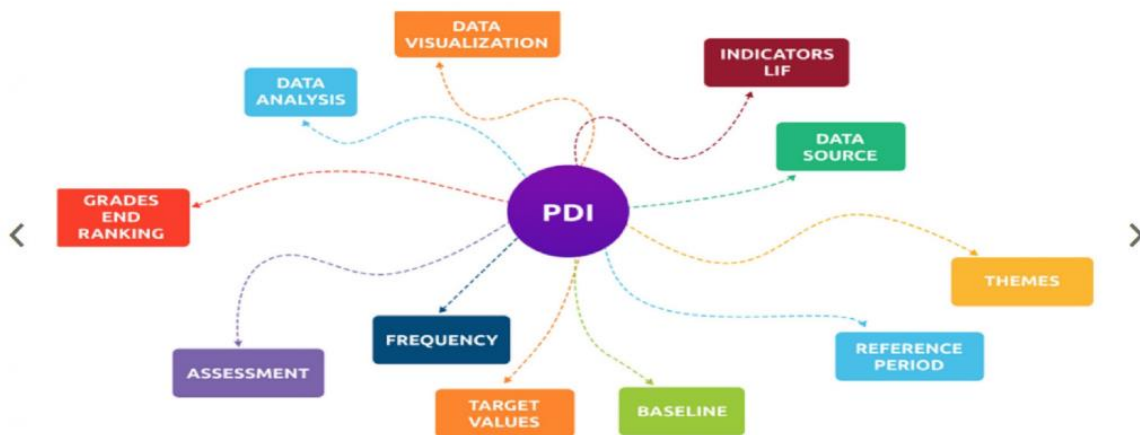 DATA
VISUALIZATION
INDICATORS
LIF
DATA
ANALYSIS
DATA
SOURCE
GRADES
END
RANKING
PDI
THEMES
FREQUENCY
REFERENCE
PERIOD
ASSESSMENT
TARGET
VALUES
BASELINE